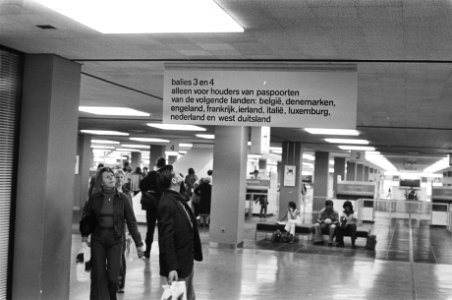 balies 3 en 4
alleen voor houders van paspoorten
van de volgende landen: belgië, denemarken,
engeland, frankrijk, ierland, italië, luxemburg,
nederland en west duitsland